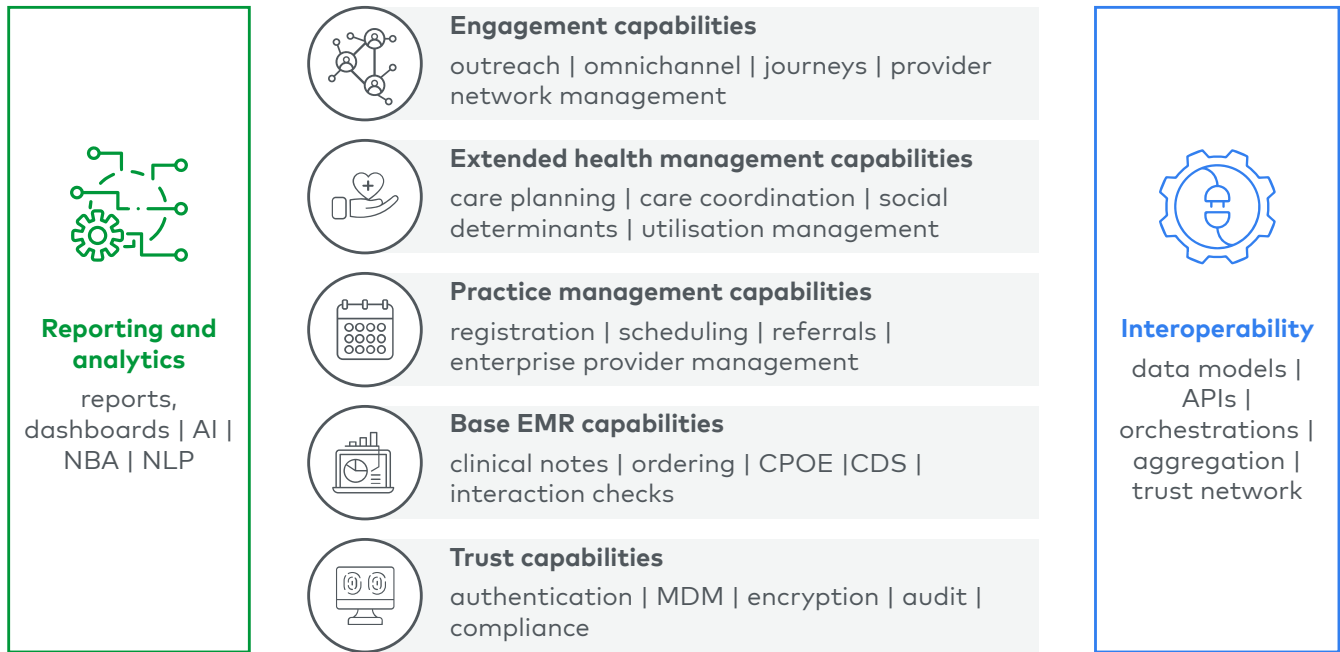 Reporting and
analytics
reports,
dashboards | AI |
NBA | NLP
Engagement capabilities
outreach | omnichannel | journeys | provider
network management
Extended health management capabilities
care planning | care coordination | social
determinants | utilisation management
Practice management capabilities
registration | scheduling | referrals |
enterprise provider management
Base EMR capabilities
clinical notes | ordering | CPOE |CDS |
interaction checks
Trust capabilities
authentication | MDM | encryption | audit |
compliance
Interoperability
data models |
APIs |
orchestrations |
aggregation |
trust network